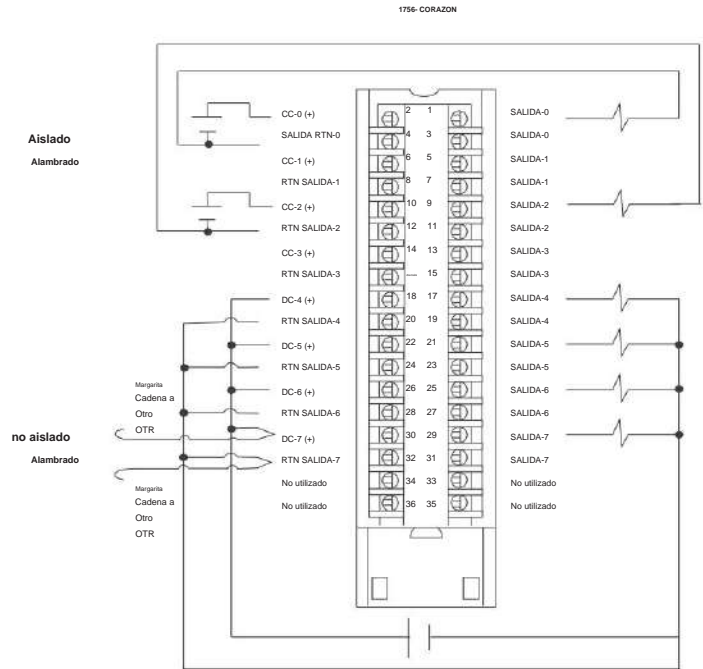 1756- CORAZON
Aislado
Alambrado
CC-0 (+) 2 1 SALIDA-0
SALIDA RTN-0 4 3 SALIDA-0
CC-1 (+) 6 5 SALIDA-1
RTN SALIDA-1 8 7 SALIDA-1
CC-2 (+) 10 9 SALIDA-2
RTN SALIDA-2 12 11 SALIDA-2
CC-3 (+) 14 13 SALIDA-3
RTN SALIDA-3 — 15 SALIDA-3
DC-4 (+) 18 17 SALIDA-4
RTN SALIDA-4 20 19 SALIDA-4
DC-5 (+) 22 21 SALIDA-5
RTN SALIDA-5 24 23 SALIDA-5
DC-6 (+) 26 25 SALIDA-6
RTN SALIDA-6 28 27 SALIDA-6
DC-7 (+) 30 29 SALIDA-7
RTN SALIDA-7 32 31 SALIDA-7
No utilizado 34 33 No utilizado
No utilizado 36 35 No utilizado
Margarita
Cadena a
Otro
OTR
no aislado
Alambrado
Margarita
Cadena a
Otro
OTR